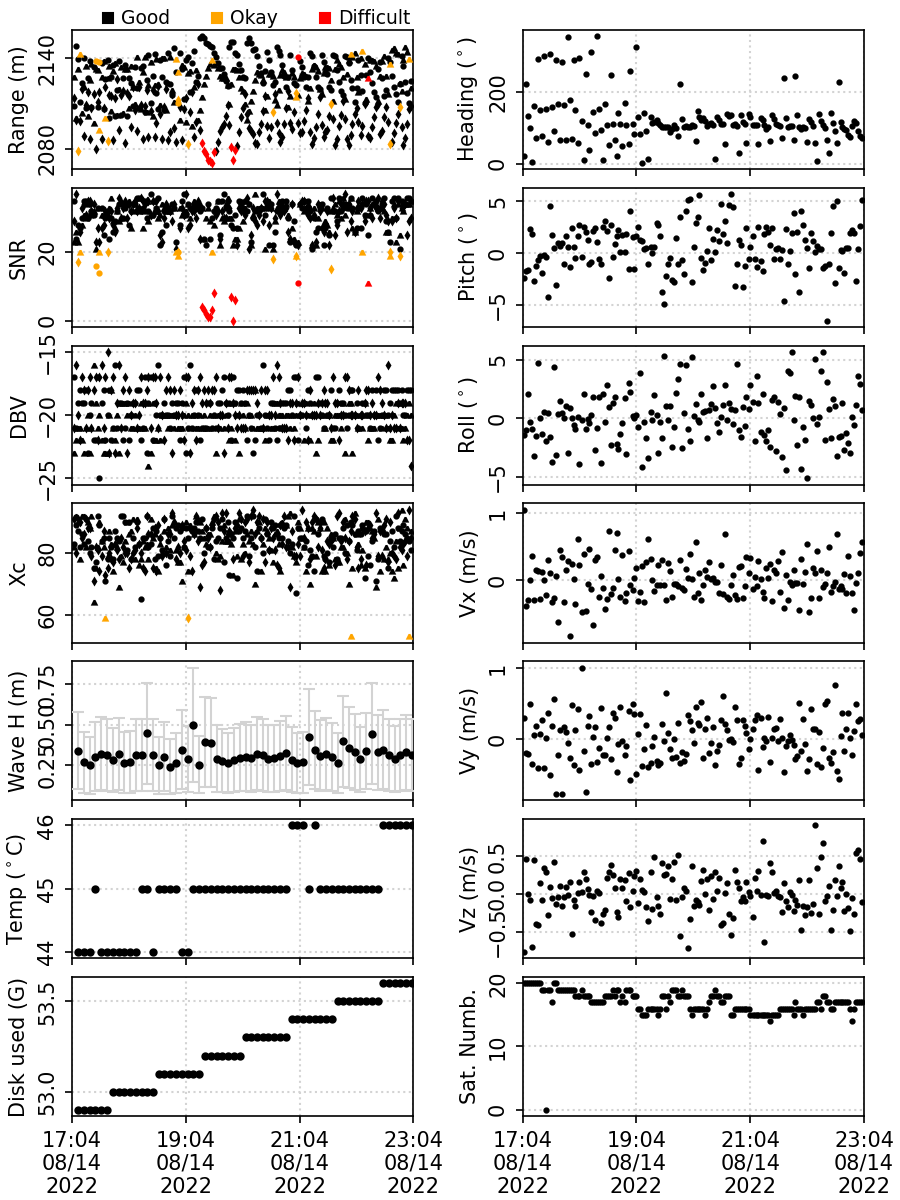 Good Okay Difficult
Range (m)
2140
2080
Heading ( ° )
200
0
SNR
20
0
Pitch ( ° )
5
0
−5
DBV
−15
−20
−25
Roll ( ° )
5
0
−5
Xc
80
60
Vx (m/s)
1
0
Wave H (m)
0.75
0.50
0.25
Vy (m/s)
1
0
Temp ( ° C)
46
45
44
Vz (m/s)
0.5
0.0
−0.5
Disk used (G)
53.5
53.0
Sat. Numb.
20
10
0
17:04 19:04 21:04 23:04
08/14 08/14 08/14 08/14
2022 2022 2022 2022
17:04 19:04 21:04 23:04
08/14 08/14 08/14 08/14
2022 2022 2022 2022